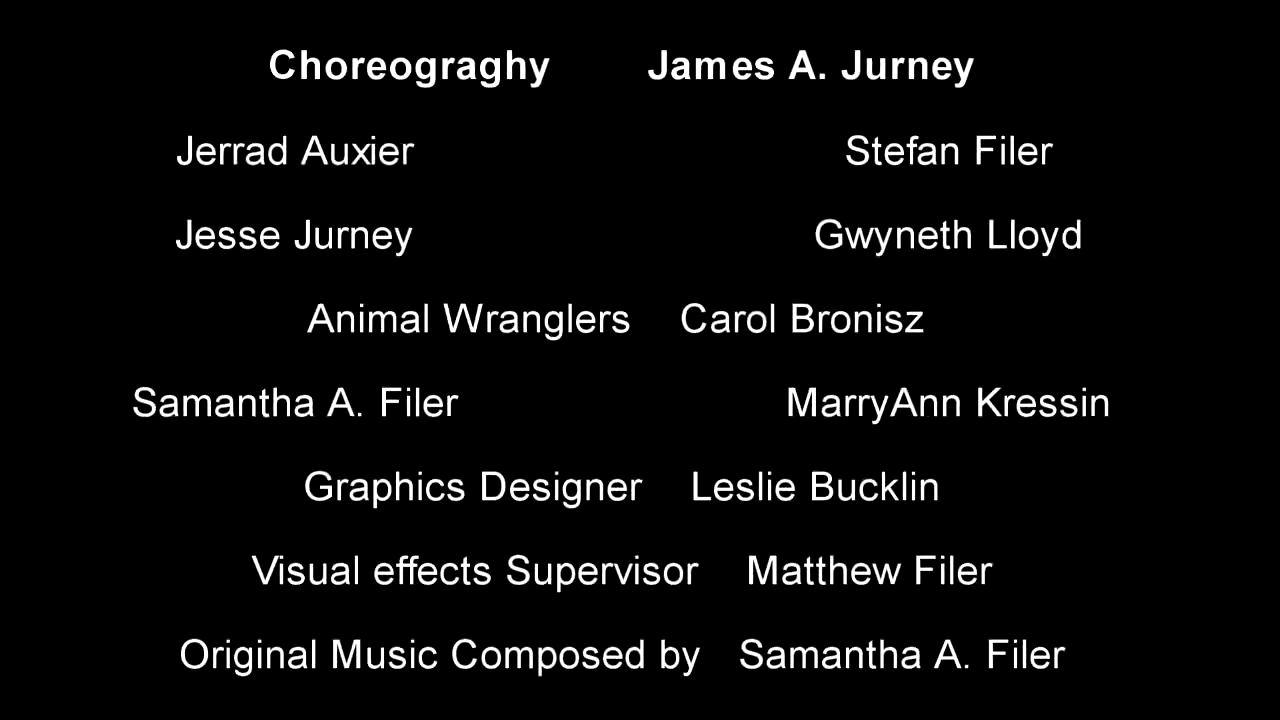 Choreograghy James A. Jurney
Jerrad Auxier Stefan Filer
Jesse Jurney Gwyneth Lloyd
Animal Wranglers Carol Bronisz
Samantha A. Filer MarryAnn Kressin
Graphics Designer Leslie Bucklin
Visual effects Supervisor Matthew Filer
Original Music Composed by Samantha A. Filer